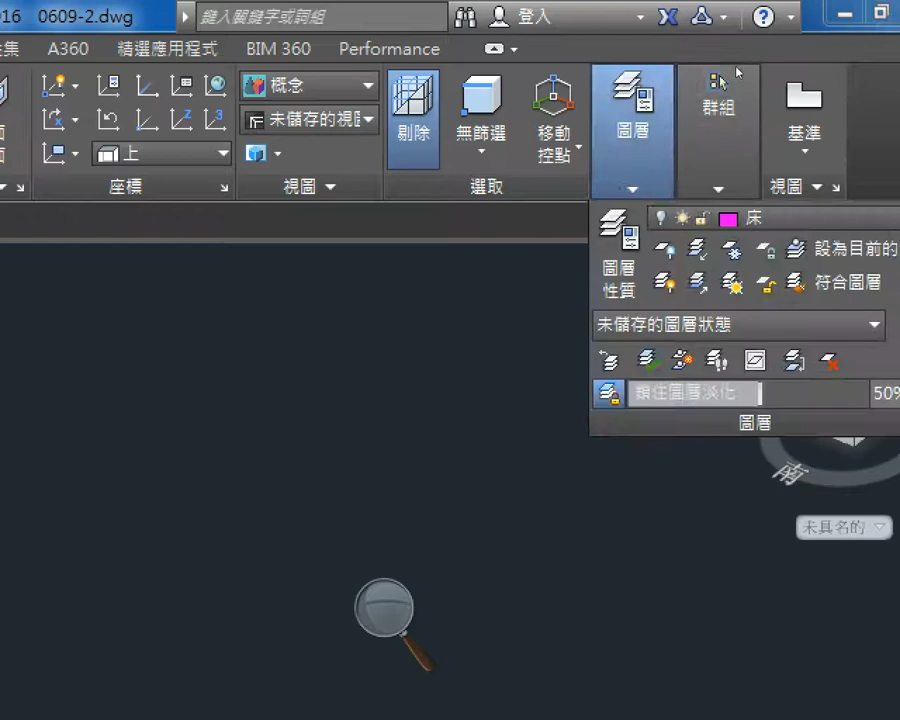 016 0609-2.dwg 鍵入關鍵字或詞組 登入
集 A360 精選應用程式 BIM 360 Performance
概念
未儲存的視
上
剔除
無篩選
移動
控點
圖層
群組
基準
面
面
座標 視圖 選取 視圖
床
圖層
性質
設為目前的
符合圖層
未儲存的圖層狀態
鎖住圖層淡化 50%
圖層
南
未具名的